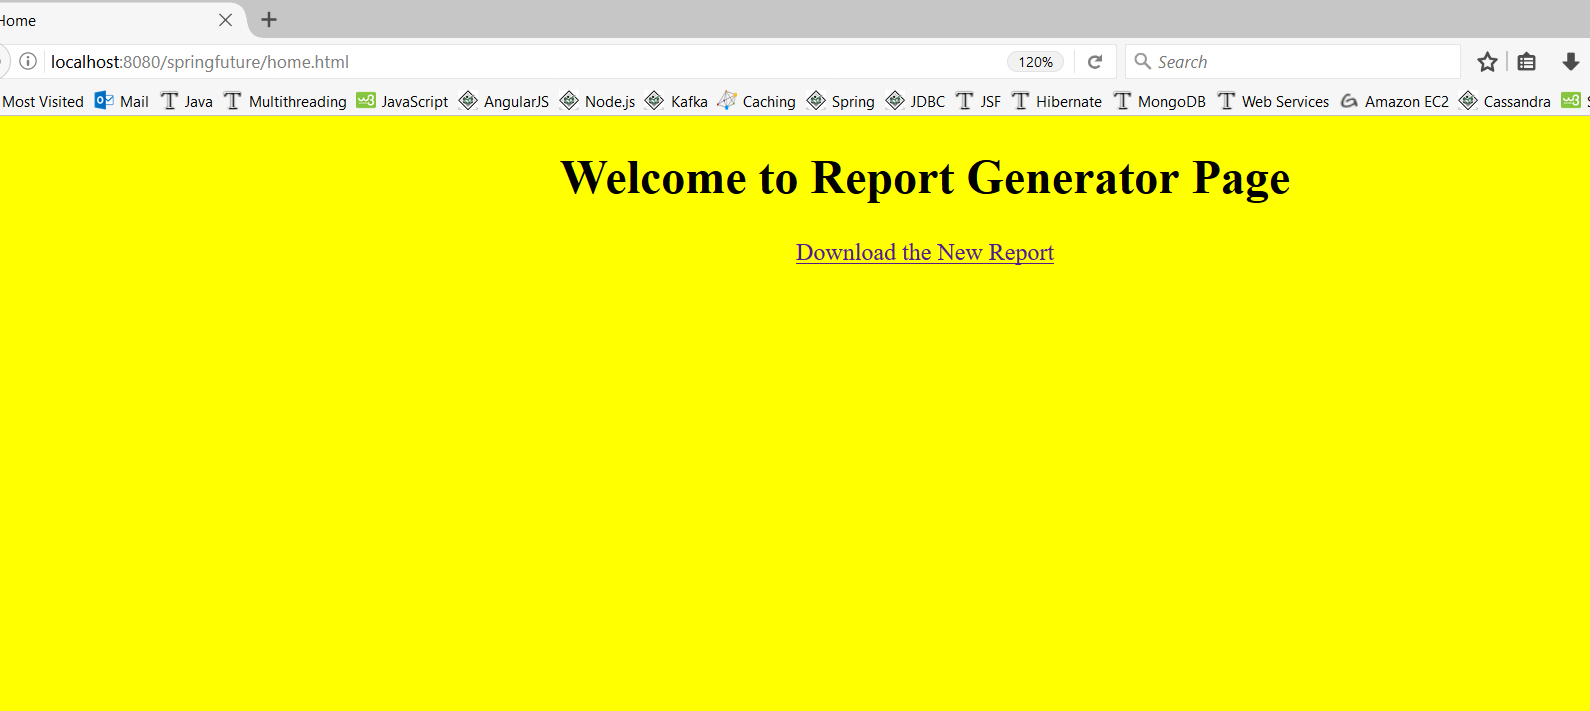 Home
localhost:8080/springfuture/home.html 120% Search
Most Visited Mail Java Multithreading JavaScript AngularJS Node.js Kafka Caching Spring JDBC JSF Hibernate MongoDB Web Services Amazon EC2 Cassandra
Welcome to Report Generator Page
Download the New Report